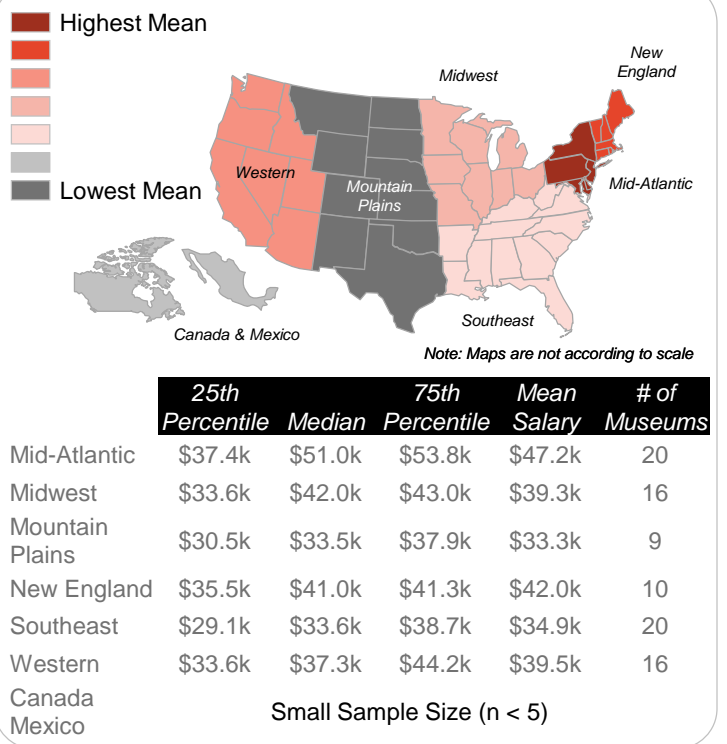 Highest Mean
Lowest Mean
Midwest
New
England
Western
Mountain
Plains
Mid-Atlantic
Southeast
Canada & Mexico
Note: Maps are not according to scale
25th Percentile Median 75th Percentile Mean Salary # of Museums
Mid-Atlantic $37.4k $51.0k $53.8k $47.2k 20
Midwest $33.6k $42.0k $43.0k $39.3k 16
Mountain Plains $30.5k $33.5k $37.9k $33.3k 9
New England $35.5k $41.0k $41.3k $42.0k 10
Southeast $29.1k $33.6k $38.7k $34.9k 20
Western $33.6k $37.3k $44.2k $39.5k 16
Canada Mexico Small Sample Size (n < 5)